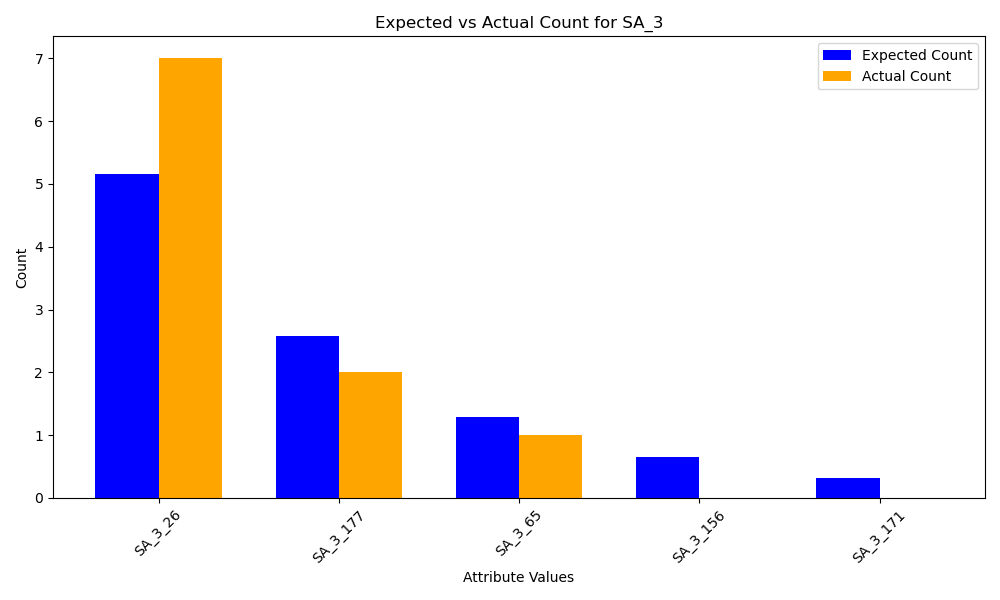 Expected vs Actual Count for SA_3
Expected Count
Actual Count
7
6
5
4
3
2
1
0
Count
SA_3_26
SA_3_177
SA_3_65
SA_3_156
SA_3_171
Attribute Values